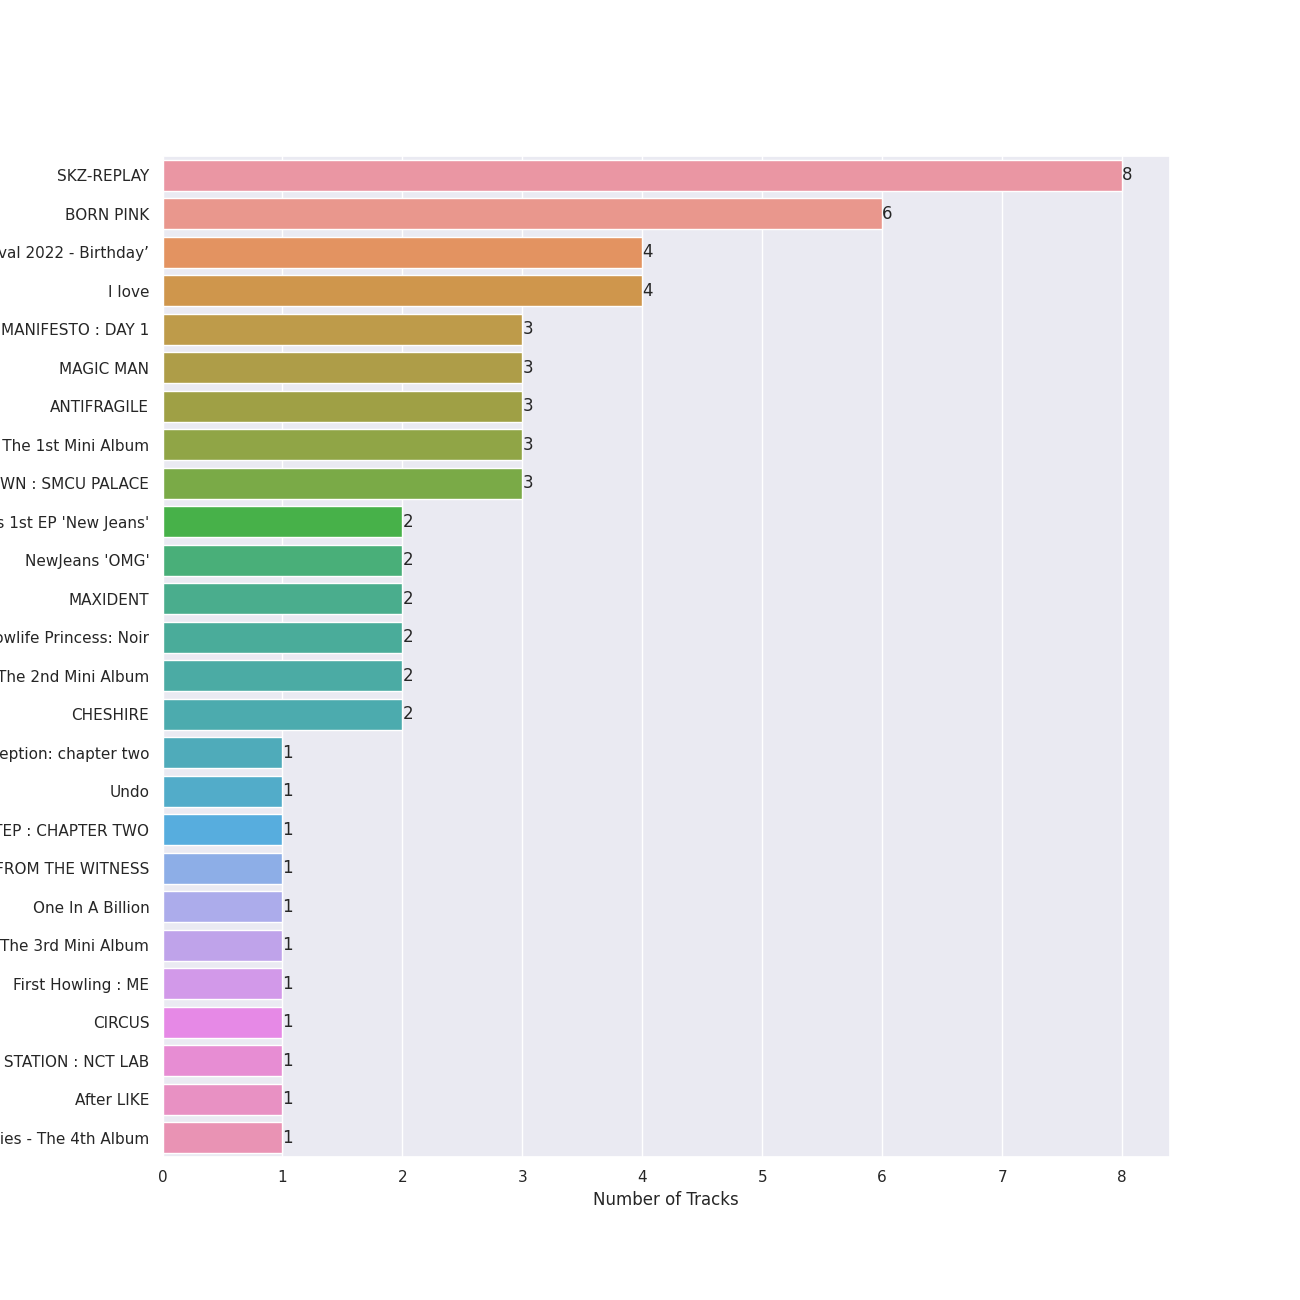 SKZ-REPLAY 8
BORN PINK 6
val 2022 - Birthday’ 4
I love 4
MANIFESTO : DAY 1 3
MAGIC MAN 3
ANTIFRAGILE 3
The 1st Mini Album 3
WN : SMCU PALACE 3
s 1st EP 'New Jeans' 2
NewJeans 'OMG' 2
MAXIDENT 2
owlife Princess: Noir 2
The 2nd Mini Album 2
CHESHIRE 2
eption: chapter two 1
Undo 1
TEP : CHAPTER TWO 1
FROM THE WITNESS 1
One In A Billion 1
The 3rd Mini Album 1
First Howling : ME 1
CIRCUS 1
STATION : NCT LAB 1
After LIKE 1
ies - The 4th Album 1
0 1 2 3 4 5 6 7 8
Number of Tracks